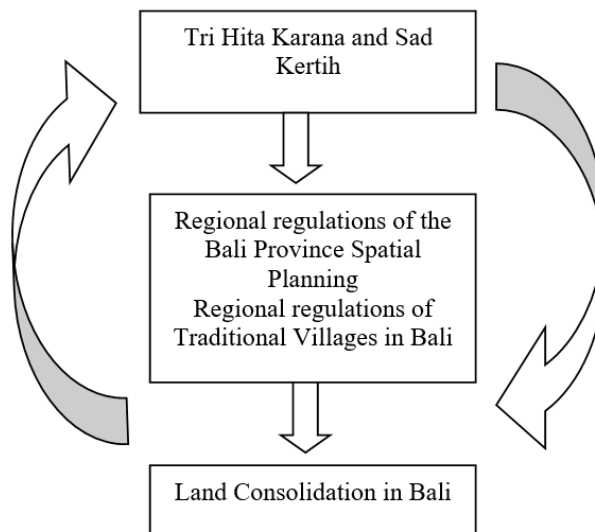 Tri Hita Karana and Sad
Kertih
Regional regulations of the
Bali Province Spatial
Planning
Regional regulations of
Traditional Villages in Bali
Land Consolidation in Bali